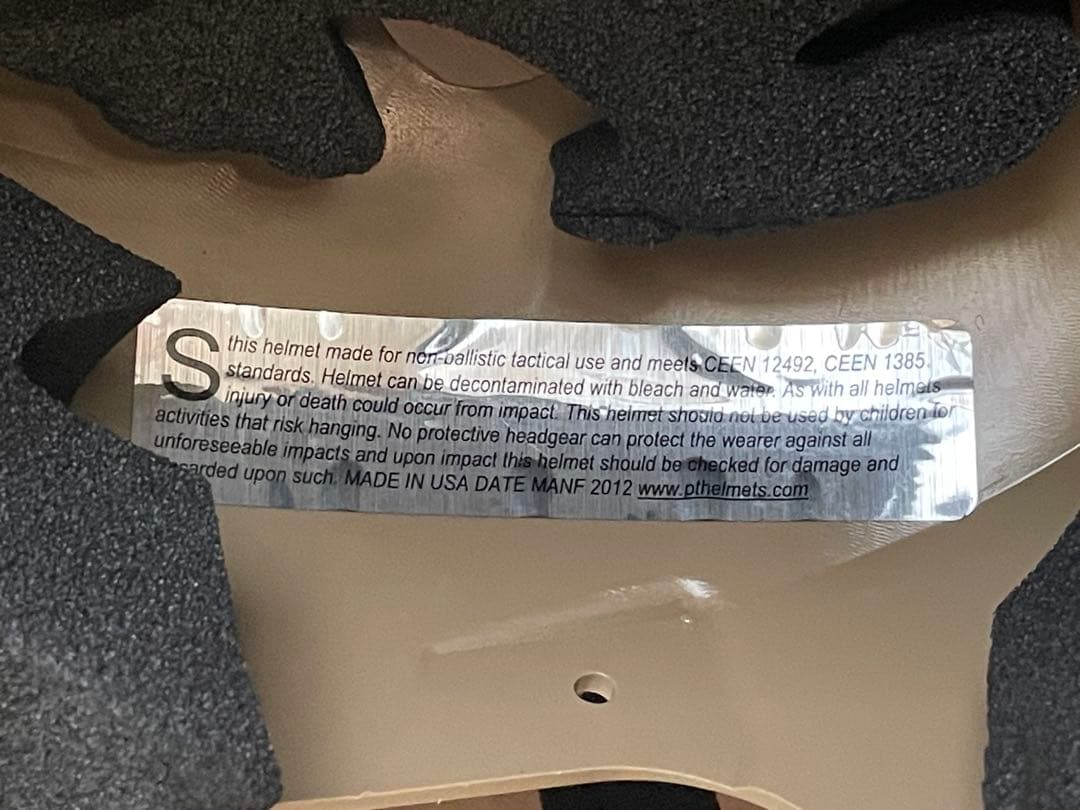 S this helmet made for non-ballistic tactical use and meets CEEN 12492, CEEN 1385.
standards. Helmet can be decontaminated with bleach and water. As with all helmets
injury or death could occur from impact. This helmet should not be used by children for
activities that risk hanging. No protective headgear can protect the wearer against all
unforeseeable impacts and upon impact this helmet should be checked for damage and
upon such. MADE IN USA DATE MANF 2012 www.pthelmets.com